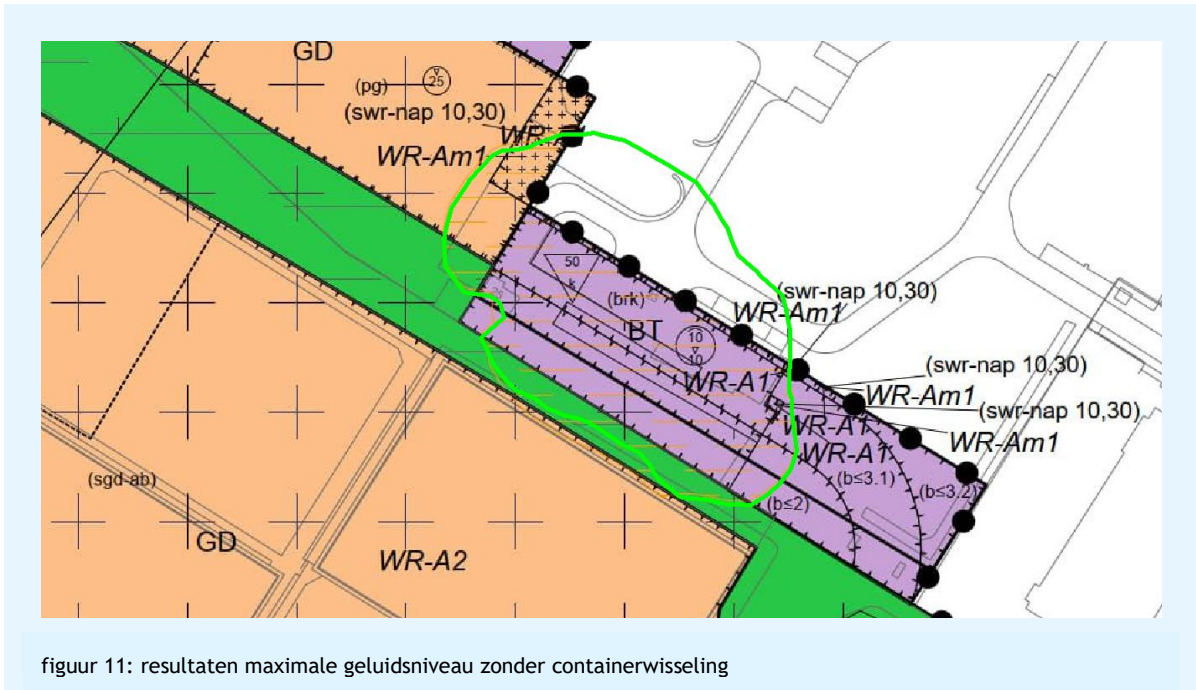 GD
(pg)
25
(swr-nap 10,30)
WR
WR-Am1
50
k
(brk)
(swr-nap 10,30)
WR-Am1
BT
10
10
WR-A1
(swr-nap 10,30)
WR-Am1
(swr-nap 10,30)
WR-A1
WR-Am1
WR-A1
(sgd-ab)
(b≤3.1)
(b≤3.2)
(b≤2)
GD
WR-A2
figuur 11: resultaten maximale geluidsniveau zonder containerwisseling